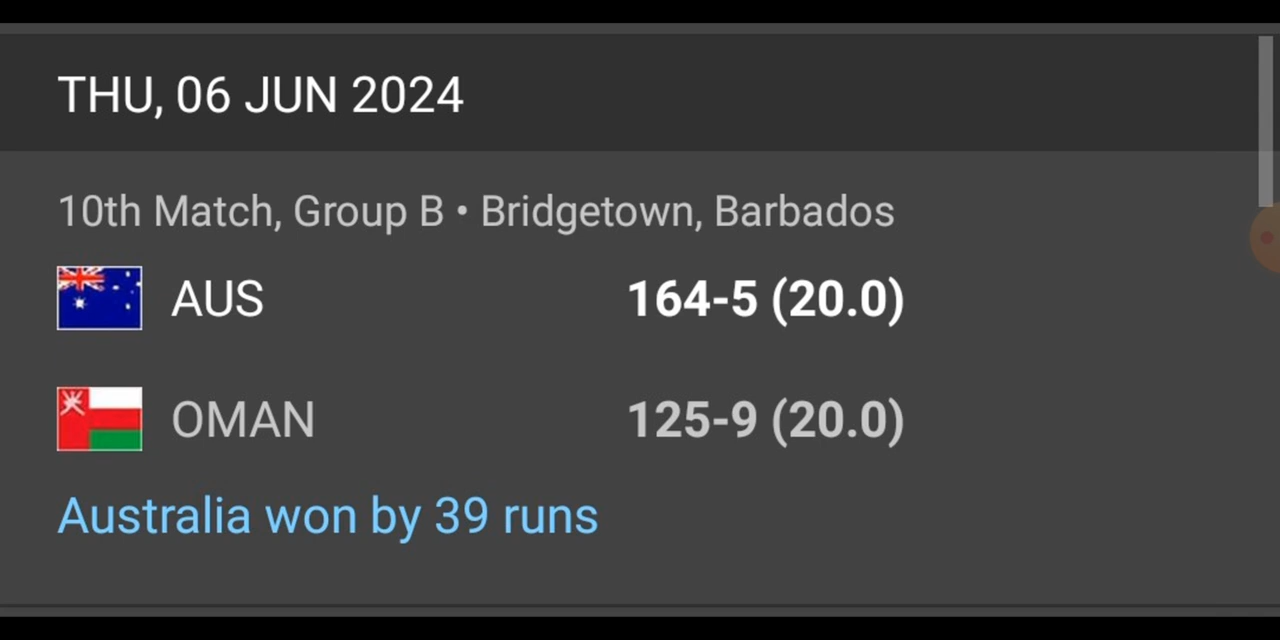 THU, 06 JUN 2024
10th Match, Group B • Bridgetown, Barbados
AUS 164-5 (20.0)
OMAN 125-9 (20.0)
Australia won by 39 runs